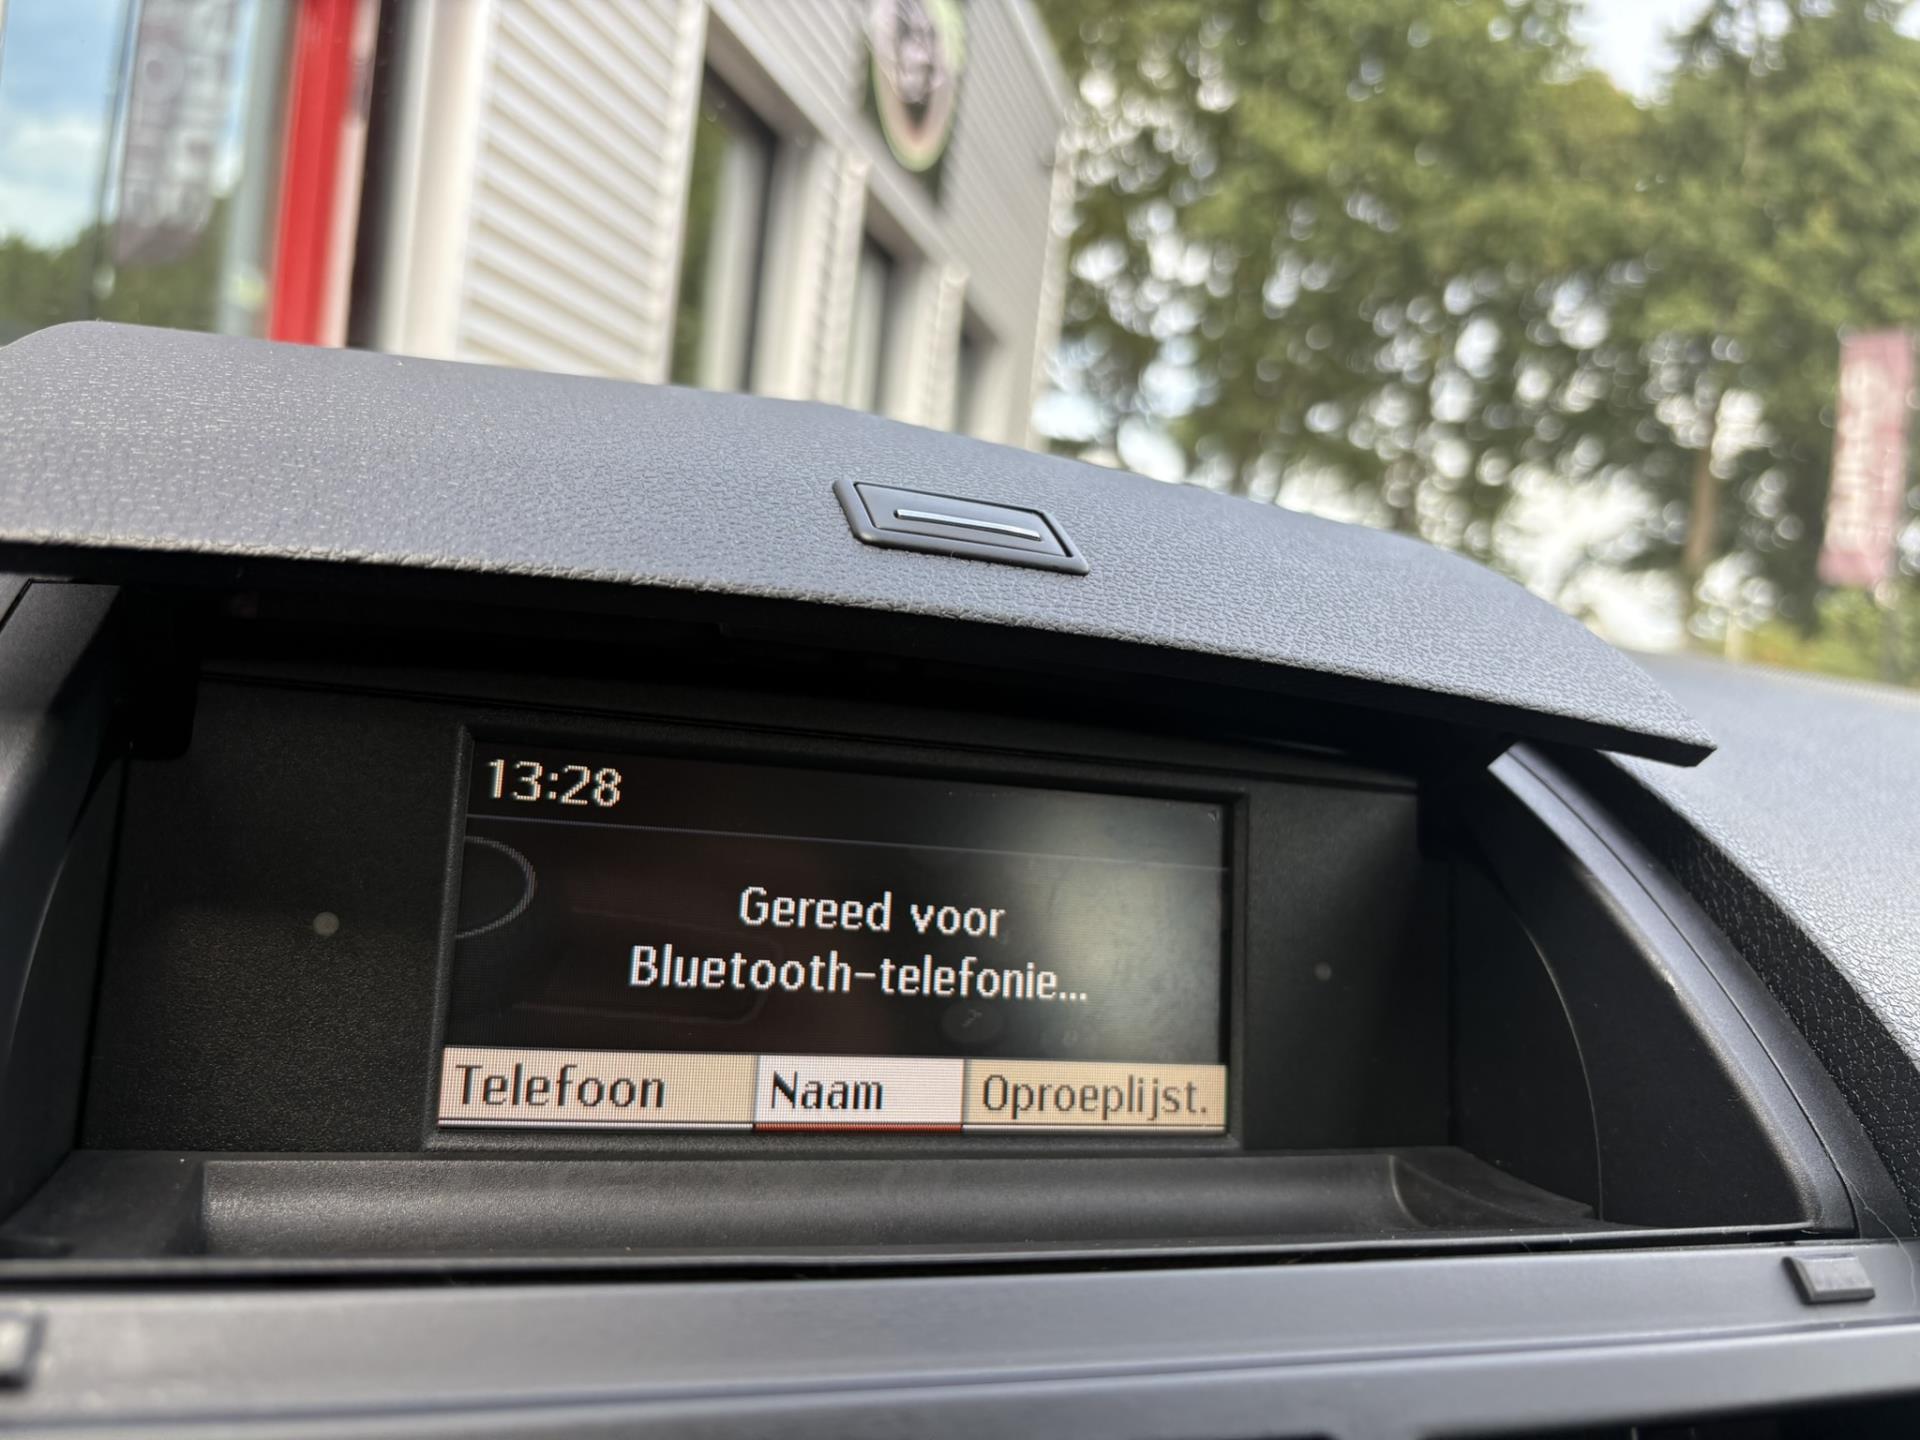 13:28
Gereed voor
Bluetooth-telefonie...
Telefoon Naam Oproeplijst.